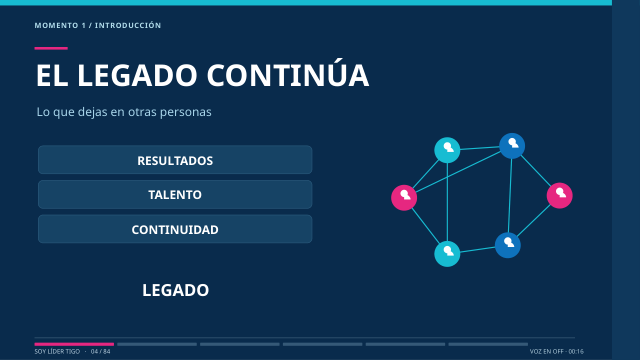 MOMENTO 1 / INTRODUCCIÓN
EL LEGADO CONTINÚA
Lo que dejas en otras personas
RESULTADOS
TALENTO
CONTINUIDAD
LEGADO
SOY LÍDER TIGO · 04 / 84
VOZ EN OFF · 00:16